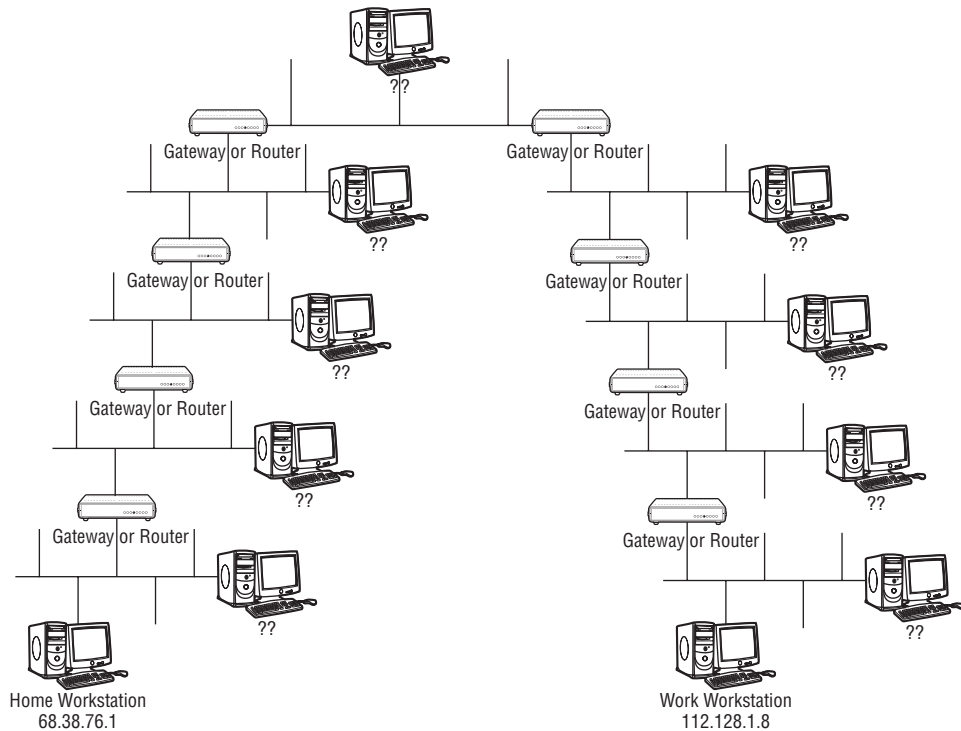 ??
Gateway or Router
Gateway or Router
??
??
Gateway or Router
Gateway or Router
??
??
Gateway or Router
Gateway or Router
??
??
Gateway or Router
Gateway or Router
??
??
Home Workstation
68.38.76.1
Work Workstation
112.128.1.8